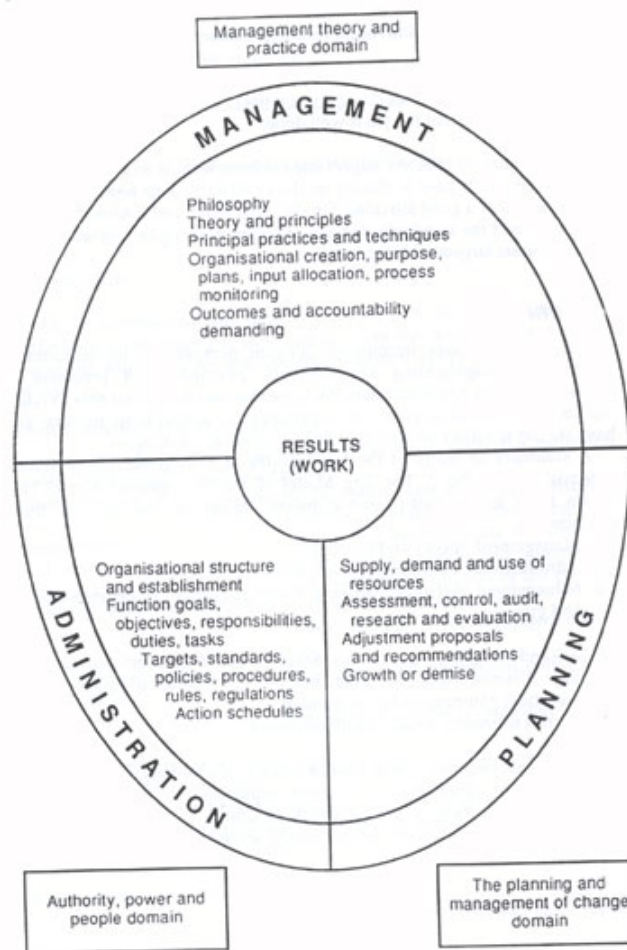 Management theory and
practice domain
MANAGEMENT
Philosophy
Theory and principles
Principal practices and techniques
Organisational creation, purpose,
plans, input allocation, process
monitoring
Outcomes and accountability
demanding
RESULTS
(WORK)
Organisational structure
and establishment
Function goals,
objectives, responsibilities,
duties, tasks
Targets, standards,
policies, procedures,
rules, regulations
Action schedules
Supply, demand and use of
resources
Assessment, control, audit,
research and evaluation
Adjustment proposals
and recommendations
Growth or demise
ADMINISTRATION
PLANNING
Authority, power and
people domain
The planning and
management of change
domain